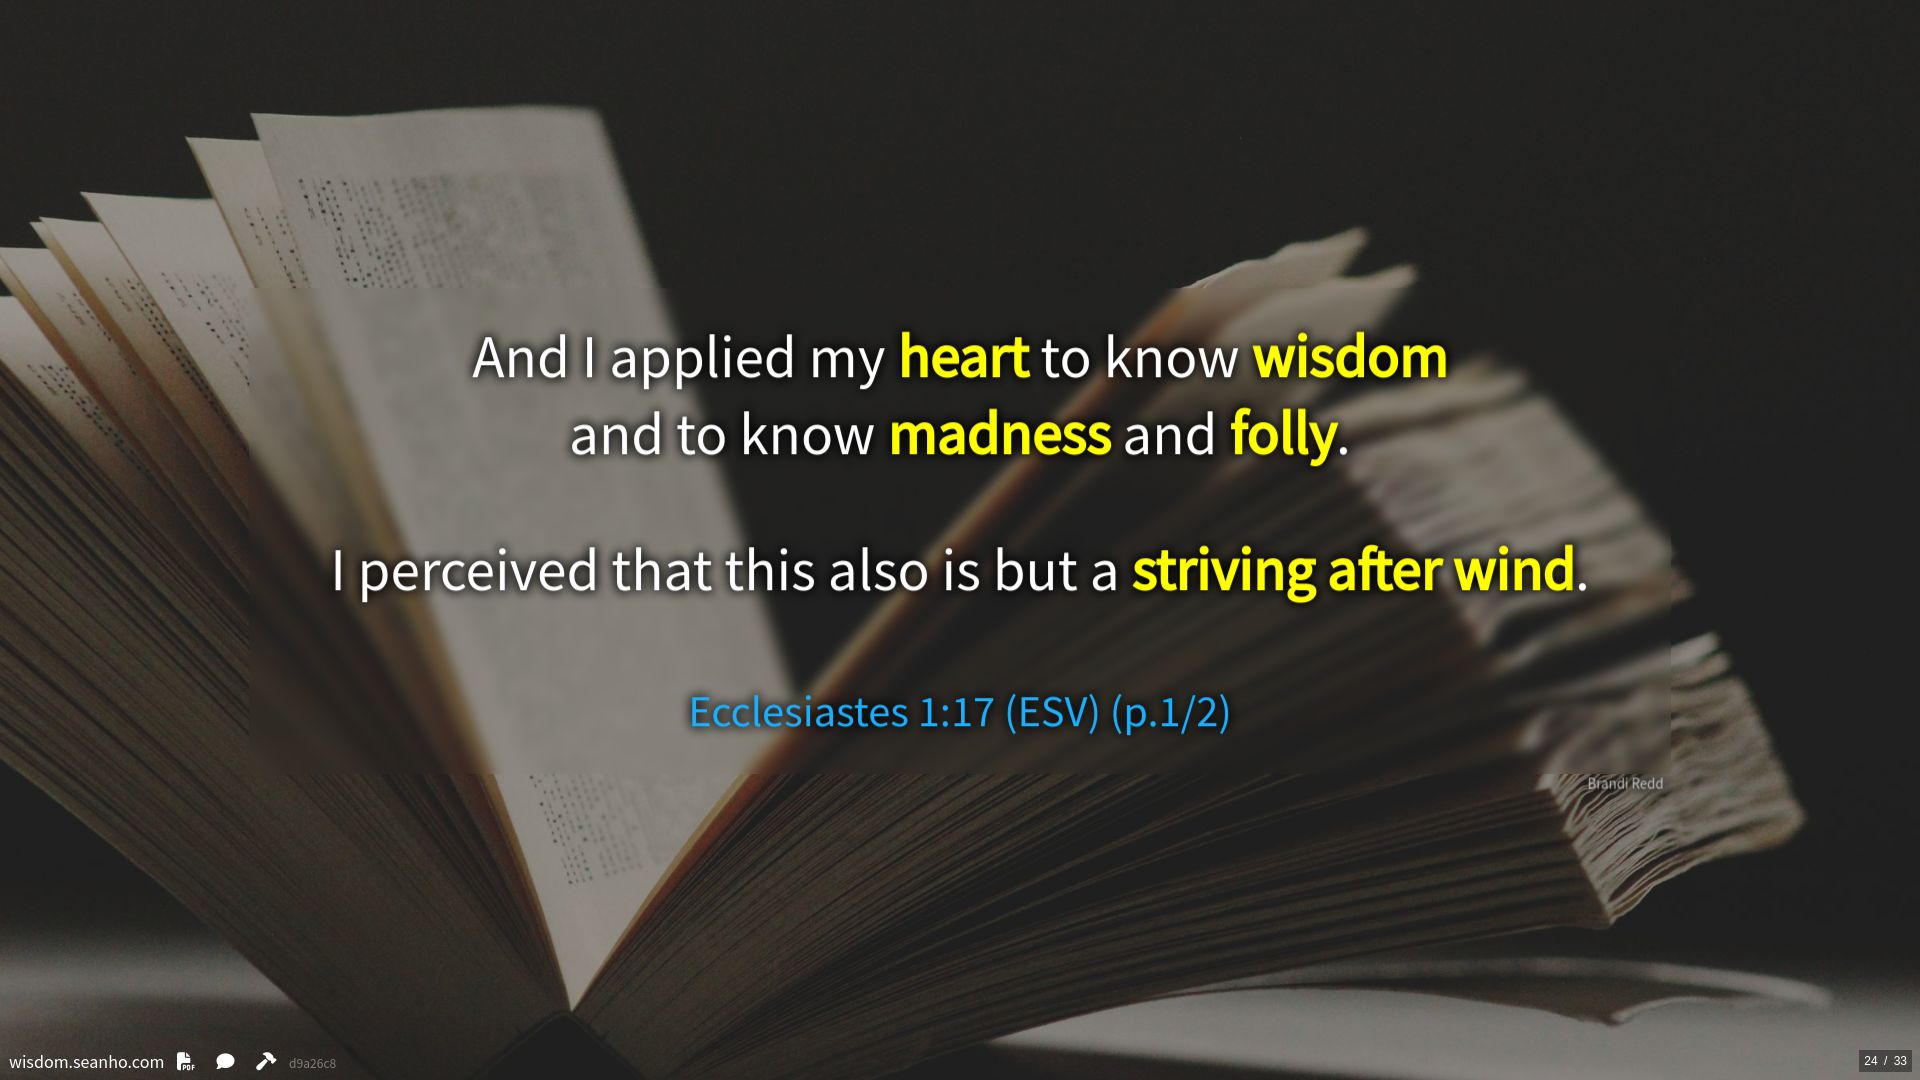 And I applied my heart to know wisdom
and to know madness and folly.
I perceived that this also is but a striving after wind.
Ecclesiastes 1:17 (ESV) (p.1/2)
Brandi Redd
wisdom.seanho.com PDF d9a26c8
24 / 33